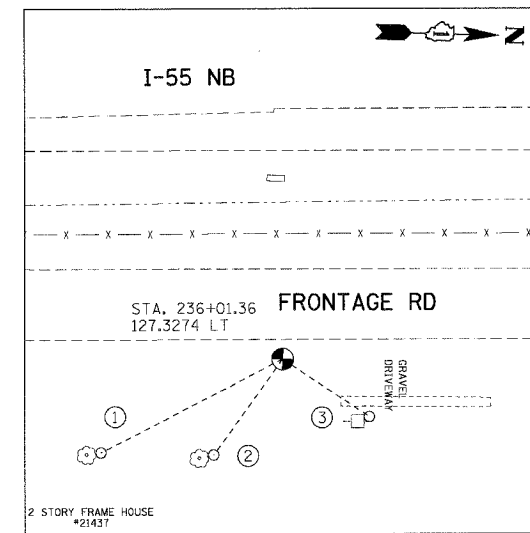 N
I-55 NB
x x x x x x x x x x x x
STA. 236+01.36 FRONTAGE RD
127.3274 LT
GRAVEL
DRIVEWAY
1
3
2
2 STORY FRAME HOUSE
#21437